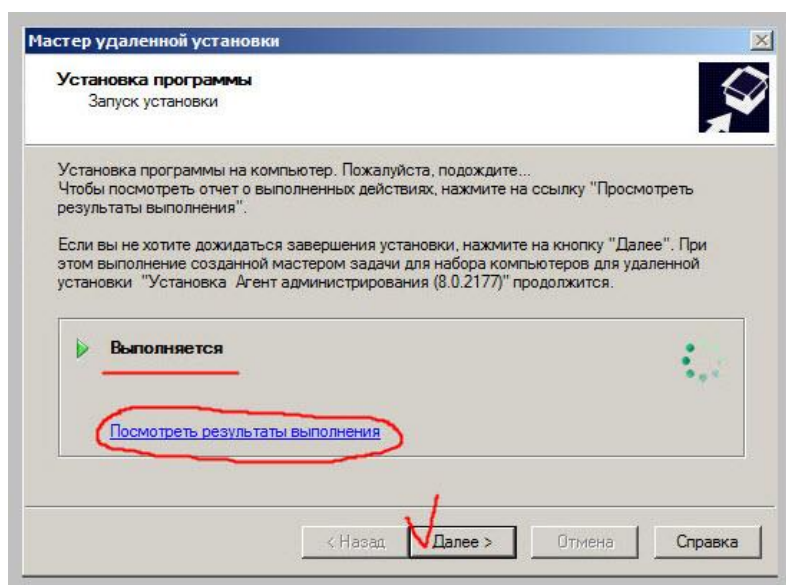 Мастер удаленной установки
Установка программы
Запуск установки
Установка программы на компьютер. Пожалуйста, подождите...
Чтобы посмотреть отчет о выполненных действиях, нажмите на ссылку "Просмотреть
результаты выполнения".
Если вы не хотите дожидаться завершения установки, нажмите на кнопку "Далее". При
этом выполнение созданной мастером задачи для набора компьютеров для удаленной
установки "Установка Агент администрирования (8.0.2177)" продолжится.
Выполняется
Посмотреть результаты выполнения
< Назад Далее > Отмена Справка